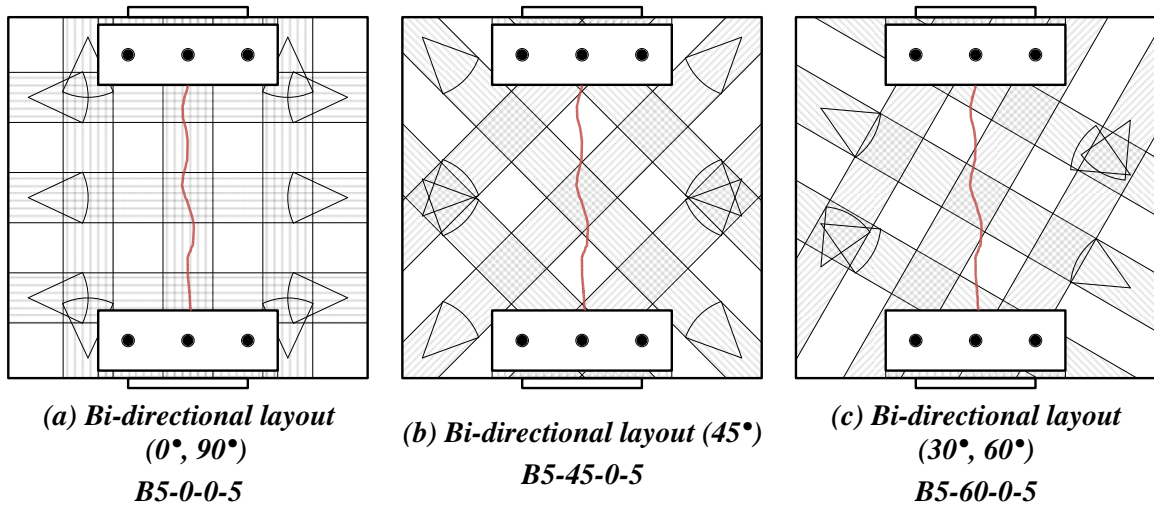 (a) Bi-directional layout
(0°, 90°)
B5-0-0-5
(b) Bi-directional layout (45°)
B5-45-0-5
(c) Bi-directional layout
(30°, 60°)
B5-60-0-5